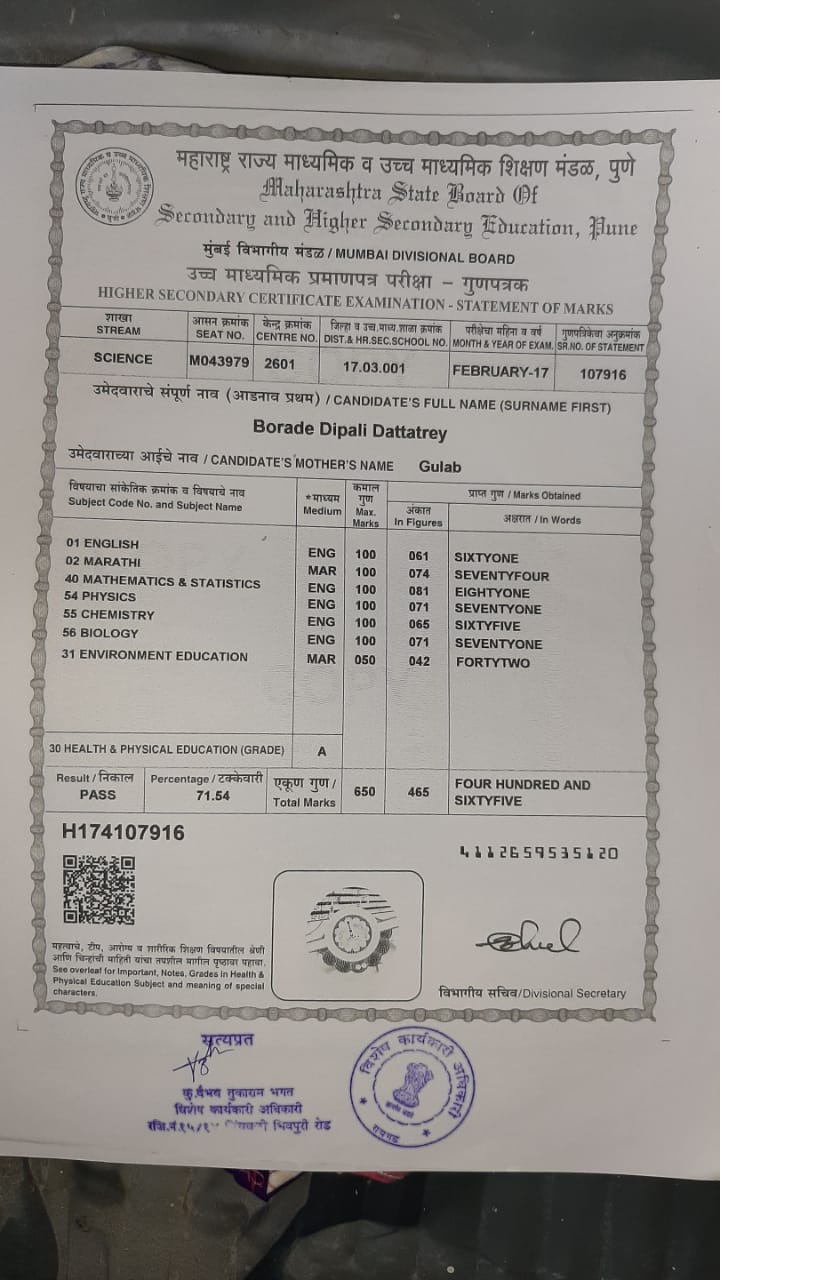 महाराष्ट्र राज्य माध्यमिक व उच्च माध्यमिक शिक्षण मंडळ, पुणे
Maharashtra State Board Of
Secondary and Higher Secondary Education, Pune
मुंबई विभागीय मंडळ / MUMBAI DIVISIONAL BOARD
उच्च माध्यमिक प्रमाणपत्र परीक्षा – गुणपत्रक
HIGHER SECONDARY CERTIFICATE EXAMINATION - STATEMENT OF MARKS
शाखा आसन क्रमांक केन्द्र क्रमांक जिल्हा व उच्च.माध्य.शाळा क्रमांक परीक्षेचा महिना व वर्ष गुणपत्रिकेचा अनुक्रमांक
STREAM SEAT NO. CENTRE NO. DIST.& HR.SEC.SCHOOL NO. MONTH & YEAR OF EXAM. SR.NO. OF STATEMENT
SCIENCE M043979 2601 17.03.001 FEBRUARY-17 107916
उमेदवाराचे संपूर्ण नाव (आडनाव प्रथम) / CANDIDATE'S FULL NAME (SURNAME FIRST)
Borade Dipali Dattatrey
उमेदवाराच्या आईचे नाव / CANDIDATE'S MOTHER'S NAME Gulab
विषयाचा सांकेतिक क्रमांक व विषयाचे नाव
Subject Code No. and Subject Name
*माध्यम
Medium
कमाल
गुण
Max.
Marks
प्राप्त गुण / Marks Obtained
अंकात
In Figures
अक्षरात / In Words
01 ENGLISH ENG 100 061 SIXTYONE
02 MARATHI MAR 100 074 SEVENTYFOUR
40 MATHEMATICS & STATISTICS ENG 100 081 EIGHTYONE
54 PHYSICS ENG 100 071 SEVENTYONE
55 CHEMISTRY ENG 100 065 SIXTYFIVE
56 BIOLOGY ENG 100 071 SEVENTYONE
31 ENVIRONMENT EDUCATION MAR 050 042 FORTYTWO
30 HEALTH & PHYSICAL EDUCATION (GRADE) A
Result / निकाल
PASS
Percentage / टक्केवारी
71.54
एकूण गुण /
Total Marks
650 465
FOUR HUNDRED AND
SIXTYFIVE
H174107916
4112659535120
महत्वाचे, टीप, आरोग्य व शारीरिक शिक्षण विषयातील श्रेणी
आणि चिन्हांची माहिती यांचा तपशील मागील पृष्ठावर पहावा.
See overleaf for Important, Notes, Grades in Health &
Physical Education Subject and meaning of special
characters.
विभागीय सचिव/Divisional Secretary
सत्यप्रत
कु.वैभव तुकाराम भगत
विशेष कार्यकारी अधिकारी
भिवपुरी रोड
विशेष कार्यकारी अधिकारी
रायगड